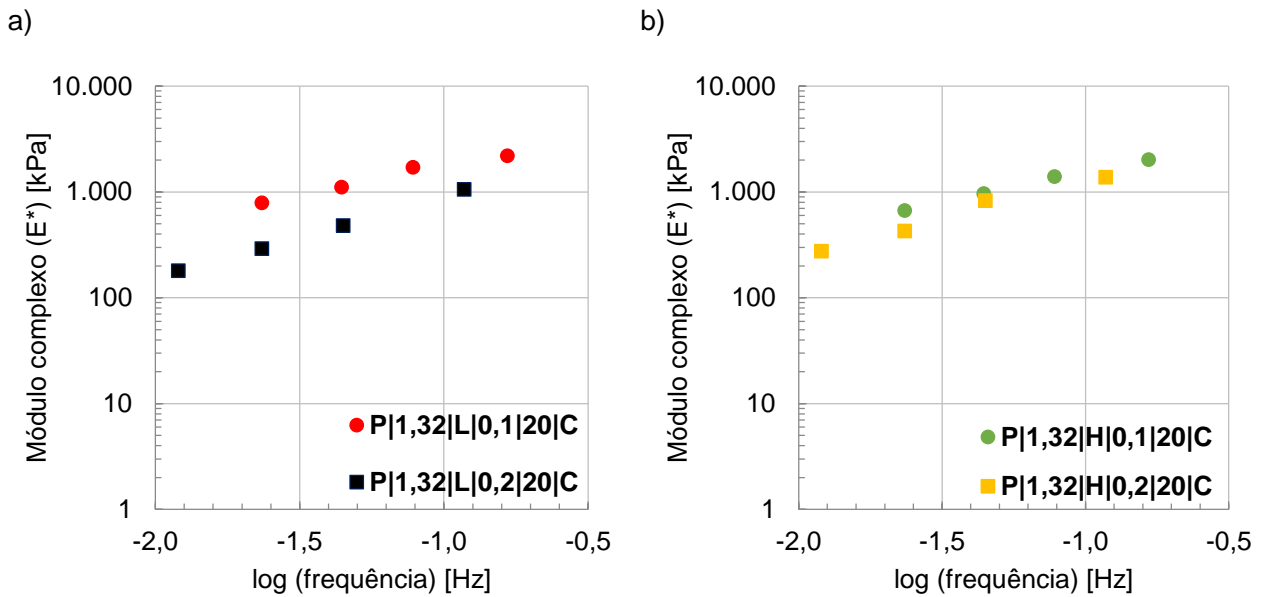 a)
10.000
1.000
100
10
1
Módulo complexo (E*) [kPa]
P|1,32|L|0,1|20|C
P|1,32|L|0,2|20|C
-2,0 -1,5 -1,0 -0,5
log (frequência) [Hz]
b)
10.000
1.000
100
10
1
Módulo complexo (E*) [kPa]
P|1,32|H|0,1|20|C
P|1,32|H|0,2|20|C
-2,0 -1,5 -1,0 -0,5
log (frequência) [Hz]